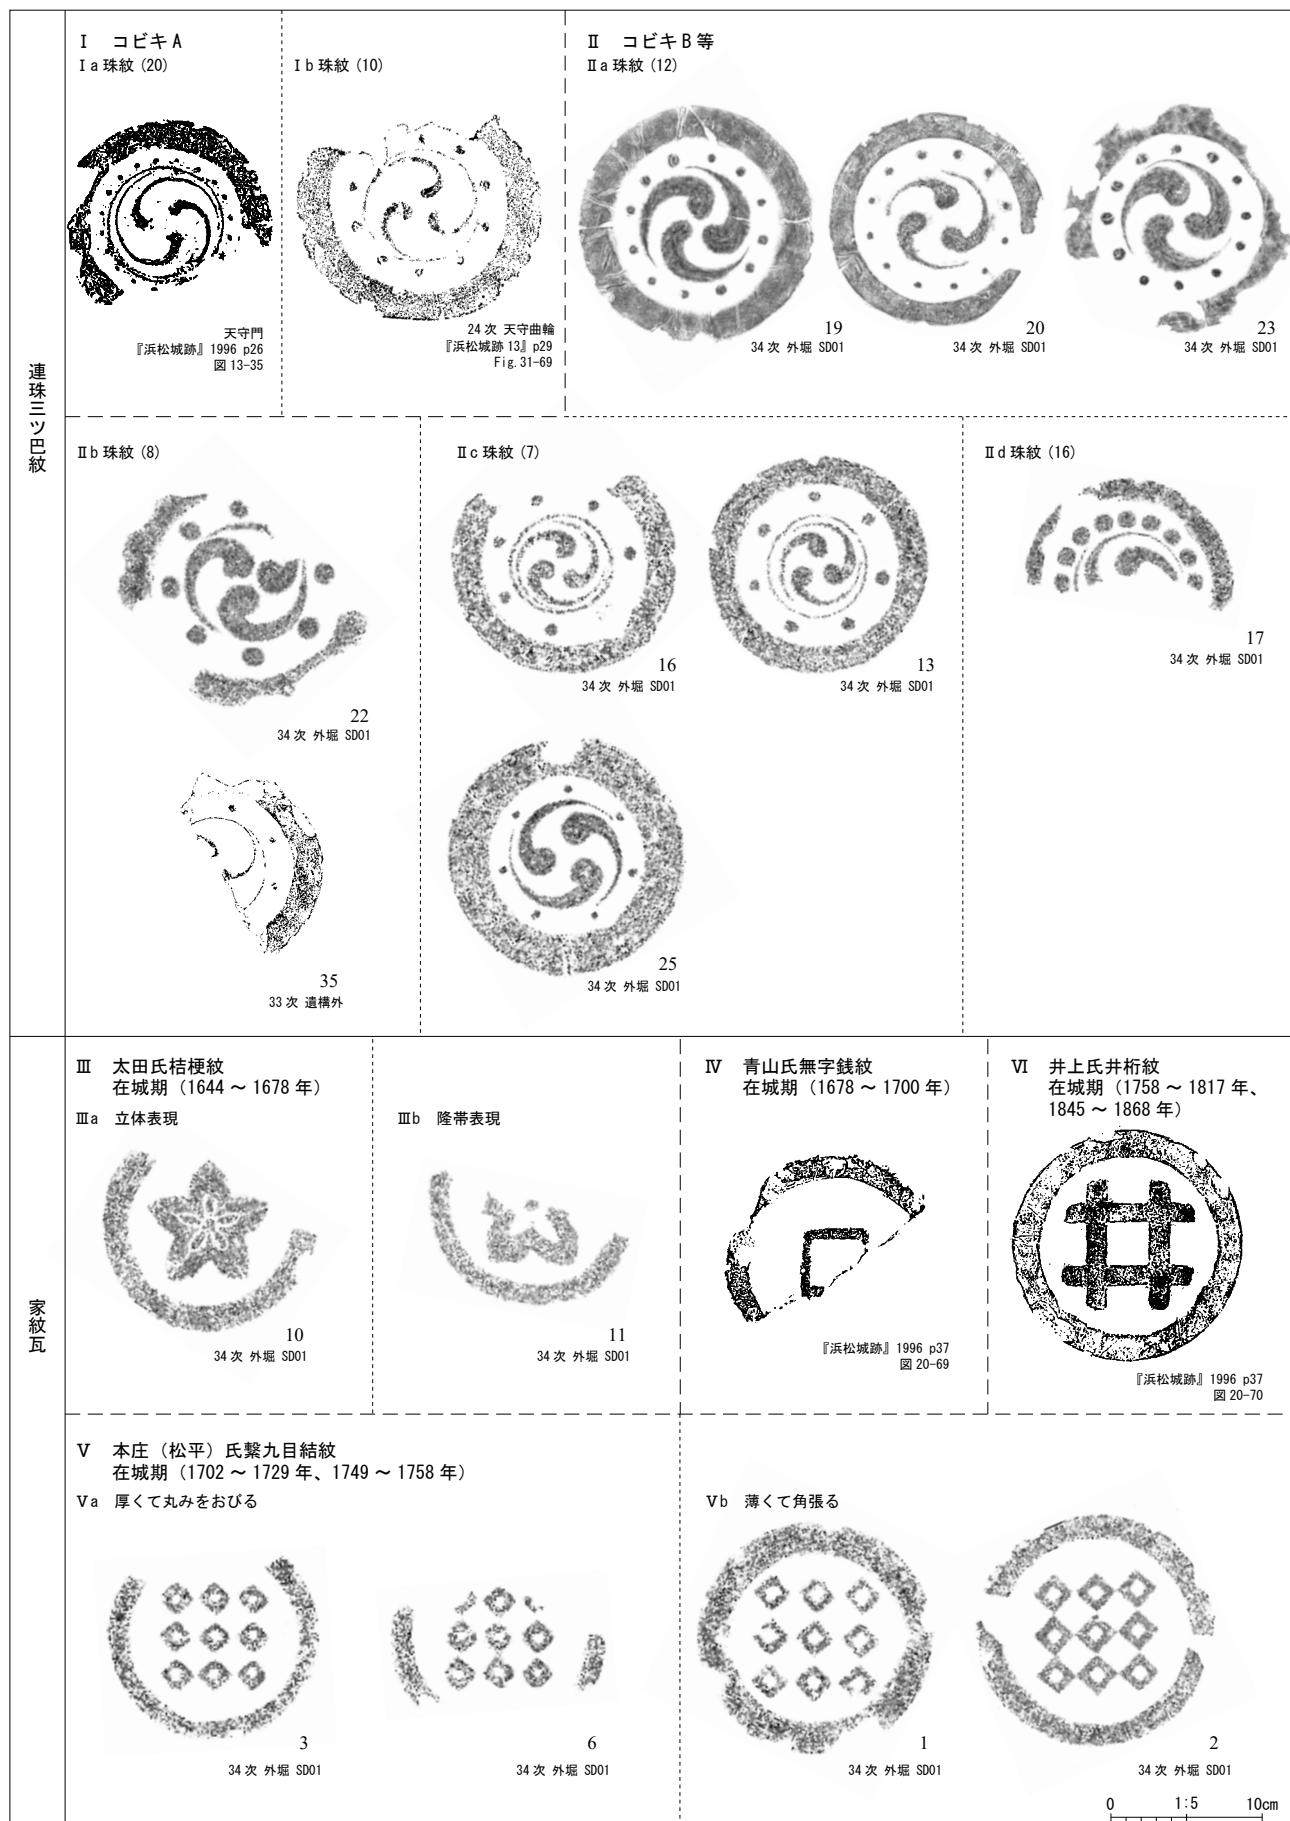 連珠三ツ巴紋
Ⅰ コビキA
Ⅰa 珠紋 (20)
天守門
『浜松城跡』1996 p26
図 13-35
Ⅰb 珠紋 (10)
24 次 天守曲輪
『浜松城跡 13』p29
Fig. 31-69
Ⅱ コビキB等
Ⅱa 珠紋 (12)
19
34 次 外堀 SD01
20
34 次 外堀 SD01
23
34 次 外堀 SD01
Ⅱb 珠紋 (8)
22
34 次 外堀 SD01
35
33 次 遺構外
Ⅱc 珠紋 (7)
16
34 次 外堀 SD01
13
34 次 外堀 SD01
25
34 次 外堀 SD01
Ⅱd 珠紋 (16)
17
34 次 外堀 SD01
家紋瓦
Ⅲ 太田氏桔梗紋
在城期（1644 ～ 1678 年）
Ⅲa 立体表現
10
34 次 外堀 SD01
Ⅲb 隆帯表現
11
34 次 外堀 SD01
Ⅳ 青山氏無字銭紋
在城期（1678 ～ 1700 年）
『浜松城跡』1996 p37
図 20-69
Ⅵ 井上氏井桁紋
在城期（1758 ～ 1817 年、
1845 ～ 1868 年）
『浜松城跡』1996 p37
図 20-70
Ⅴ 本庄（松平）氏繋九目結紋
在城期（1702 ～ 1729 年、1749 ～ 1758 年）
Ⅴa 厚くて丸みをおびる
3
34 次 外堀 SD01
6
34 次 外堀 SD01
Ⅴb 薄くて角張る
1
34 次 外堀 SD01
2
34 次 外堀 SD01
0 1:5 10cm